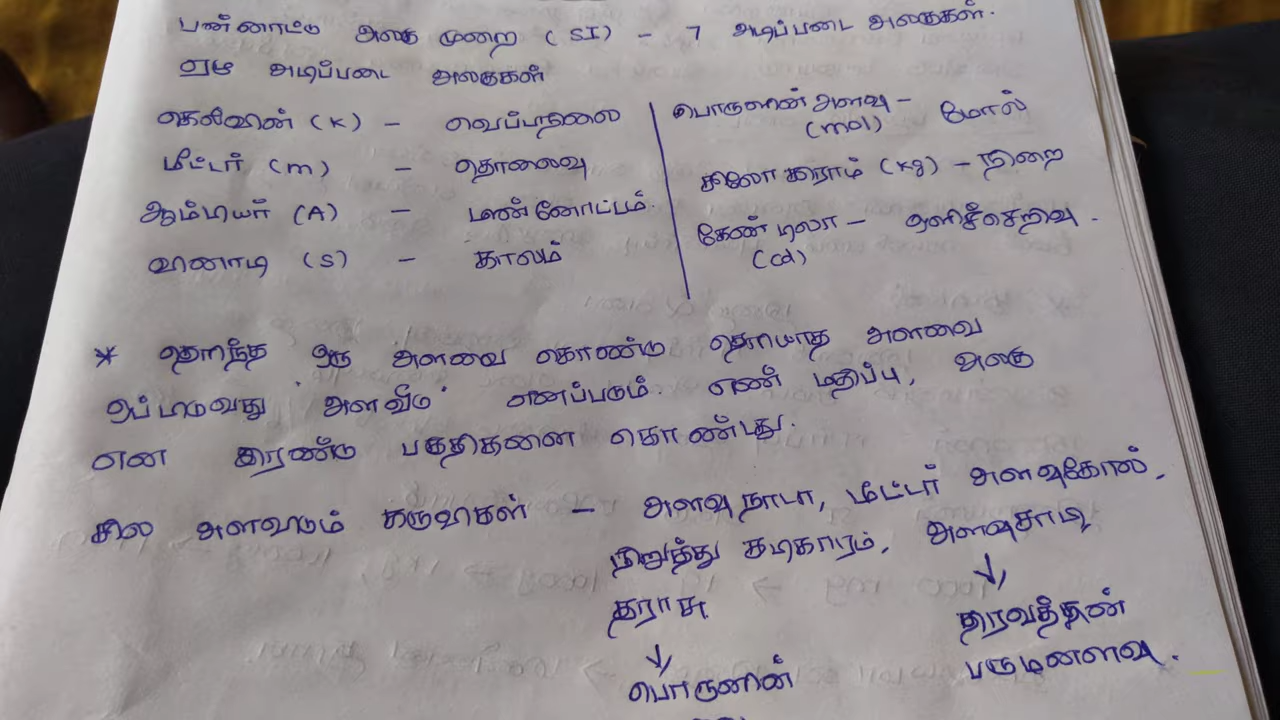 பன்னாட்டு அலகு முறை (SI) - 7 அடிப்படை அலகுகள்.
ஏழு அடிப்படை அலகுகள்
கெல்வின் (K) - வெப்பநிலை
மீட்டர் (m) - தொலைவு
ஆம்பியர் (A) - மின்னோட்டம்
வினாடி (s) - காலம்
பொருளின் அளவு - மோல்
(mol)
கிலோ கிராம் (kg) - நிறை
கேண்டிலா - ஒளிச்செறிவு.
(cd)
* தெரிந்த ஒரு அளவை கொண்டு தெரியாத அளவை
ஒப்பிடுவது அளவீடு எனப்படும். எண் மதிப்பு, அலகு
என இரண்டு பகுதிகளை கொண்டது.
சில அளவிடும் கருவிகள் - அளவு நாடா, மீட்டர் அளவுகோல்,
நிறுத்து கடிகாரம், அளவுசாடி
தராசு
திரவத்தின்
பருமனளவு.
பொருளின்